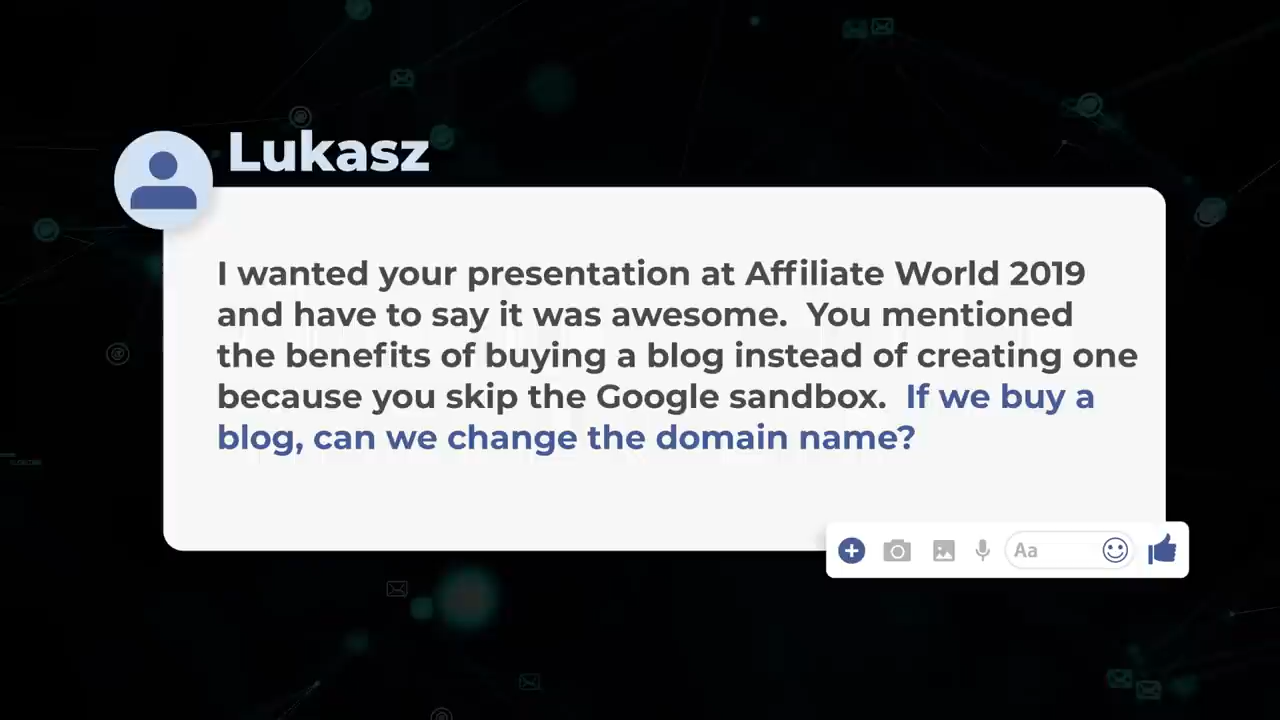 Lukasz
I wanted your presentation at Affiliate World 2019
and have to say it was awesome.  You mentioned
the benefits of buying a blog instead of creating one
because you skip the Google sandbox.  If we buy a
blog, can we change the domain name?
Aa